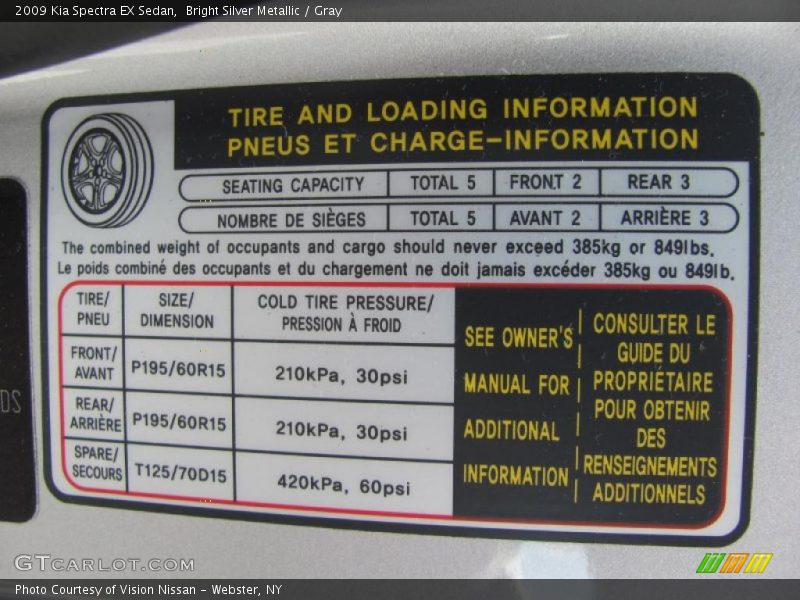 2009 Kia Spectra EX Sedan,  Bright Silver Metallic / Gray
TIRE AND LOADING INFORMATION
PNEUS ET CHARGE-INFORMATION
SEATING CAPACITY TOTAL 5 FRONT 2 REAR 3
NOMBRE DE SIÈGES TOTAL 5 AVANT 2 ARRIÈRE 3
The combined weight of occupants and cargo should never exceed 385kg or 849lbs.
Le poids combiné des occupants et du chargement ne doit jamais excéder 385kg ou 849lb.
TIRE/
PNEU
SIZE/
DIMENSION
COLD TIRE PRESSURE/
PRESSION À FROID
FRONT/
AVANT
P195/60R15
210kPa, 30psi
REAR/
ARRIÈRE
P195/60R15
210kPa, 30psi
SPARE/
SECOURS
T125/70D15
420kPa, 60psi
SEE OWNER'S
MANUAL FOR
ADDITIONAL
INFORMATION
CONSULTER LE
GUIDE DU
PROPRIÉTAIRE
POUR OBTENIR
DES
RENSEIGNEMENTS
ADDITIONNELS
DS
GTCARLOT.COM
Photo Courtesy of Vision Nissan - Webster, NY